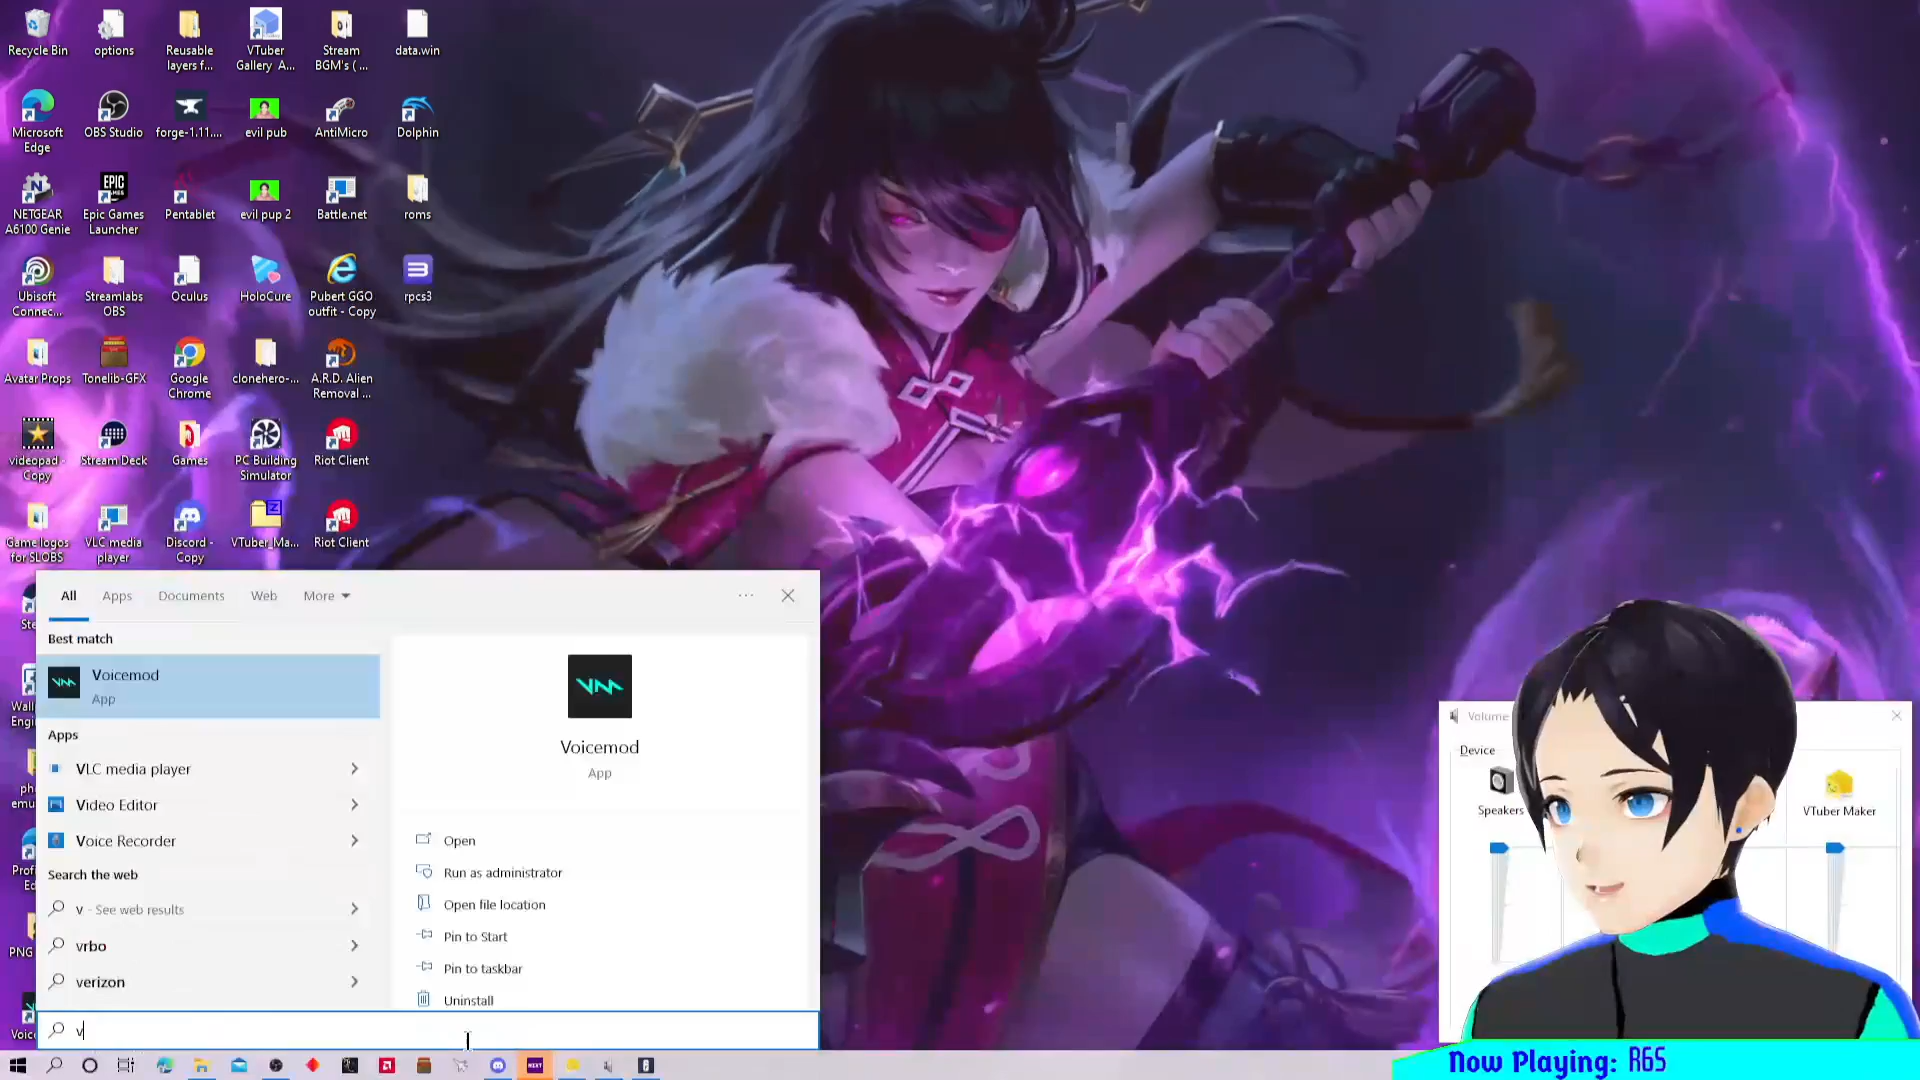 Recycle Bin
options
Reusable
layers f...
VTuber
Gallery A...
Stream
BGM's ( ...
data.win
Microsoft
Edge
OBS Studio
forge-1.11....
evil pub
AntiMicro
Dolphin
NETGEAR
A6100 Genie
EPIC
GAMES
Epic Games
Launcher
Pentablet
evil pup 2
Battle.net
roms
Ubisoft
Connec...
Streamlabs
OBS
Oculus
HoloCure
Pubert GGO
outfit - Copy
rpcs3
Avatar Props
Tonelib-GFX
Google
Chrome
clonehero-...
A.R.D. Alien
Removal ...
videopad -
Copy
Stream Deck
Games
PC Building
Simulator
Riot Client
Game logos
for SLOBS
VLC media
player
Discord -
Copy
VTuber_Ma...
Riot Client
All
Apps
Documents
Web
More
Best match
Voicemod
App
Apps
VLC media player
Video Editor
Voice Recorder
Search the web
v - See web results
vrbo
verizon
Voicemod
App
Open
Run as administrator
Open file location
Pin to Start
Pin to taskbar
Uninstall
v
Volume
Device
Speakers
VTuber Maker
NEXT
Now Playing: R6S